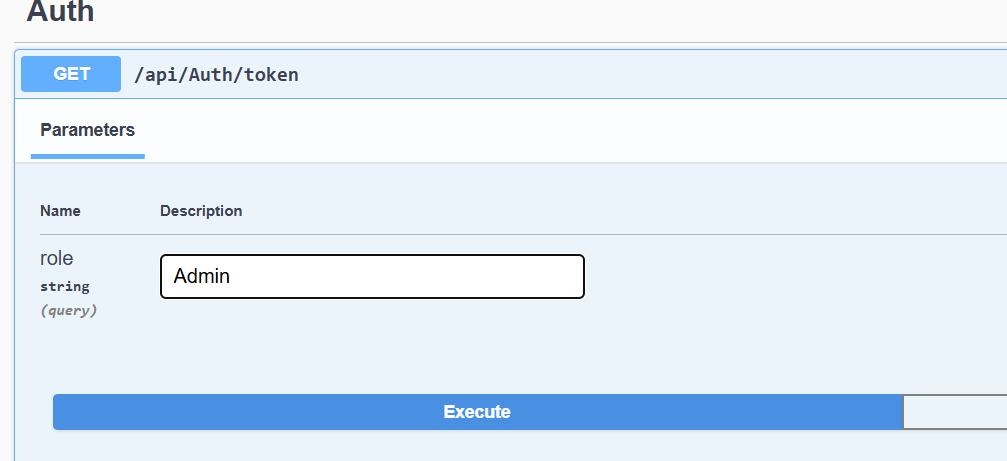 Auth
GET /api/Auth/token
Parameters
Name Description
role
string
(query)
Admin
Execute